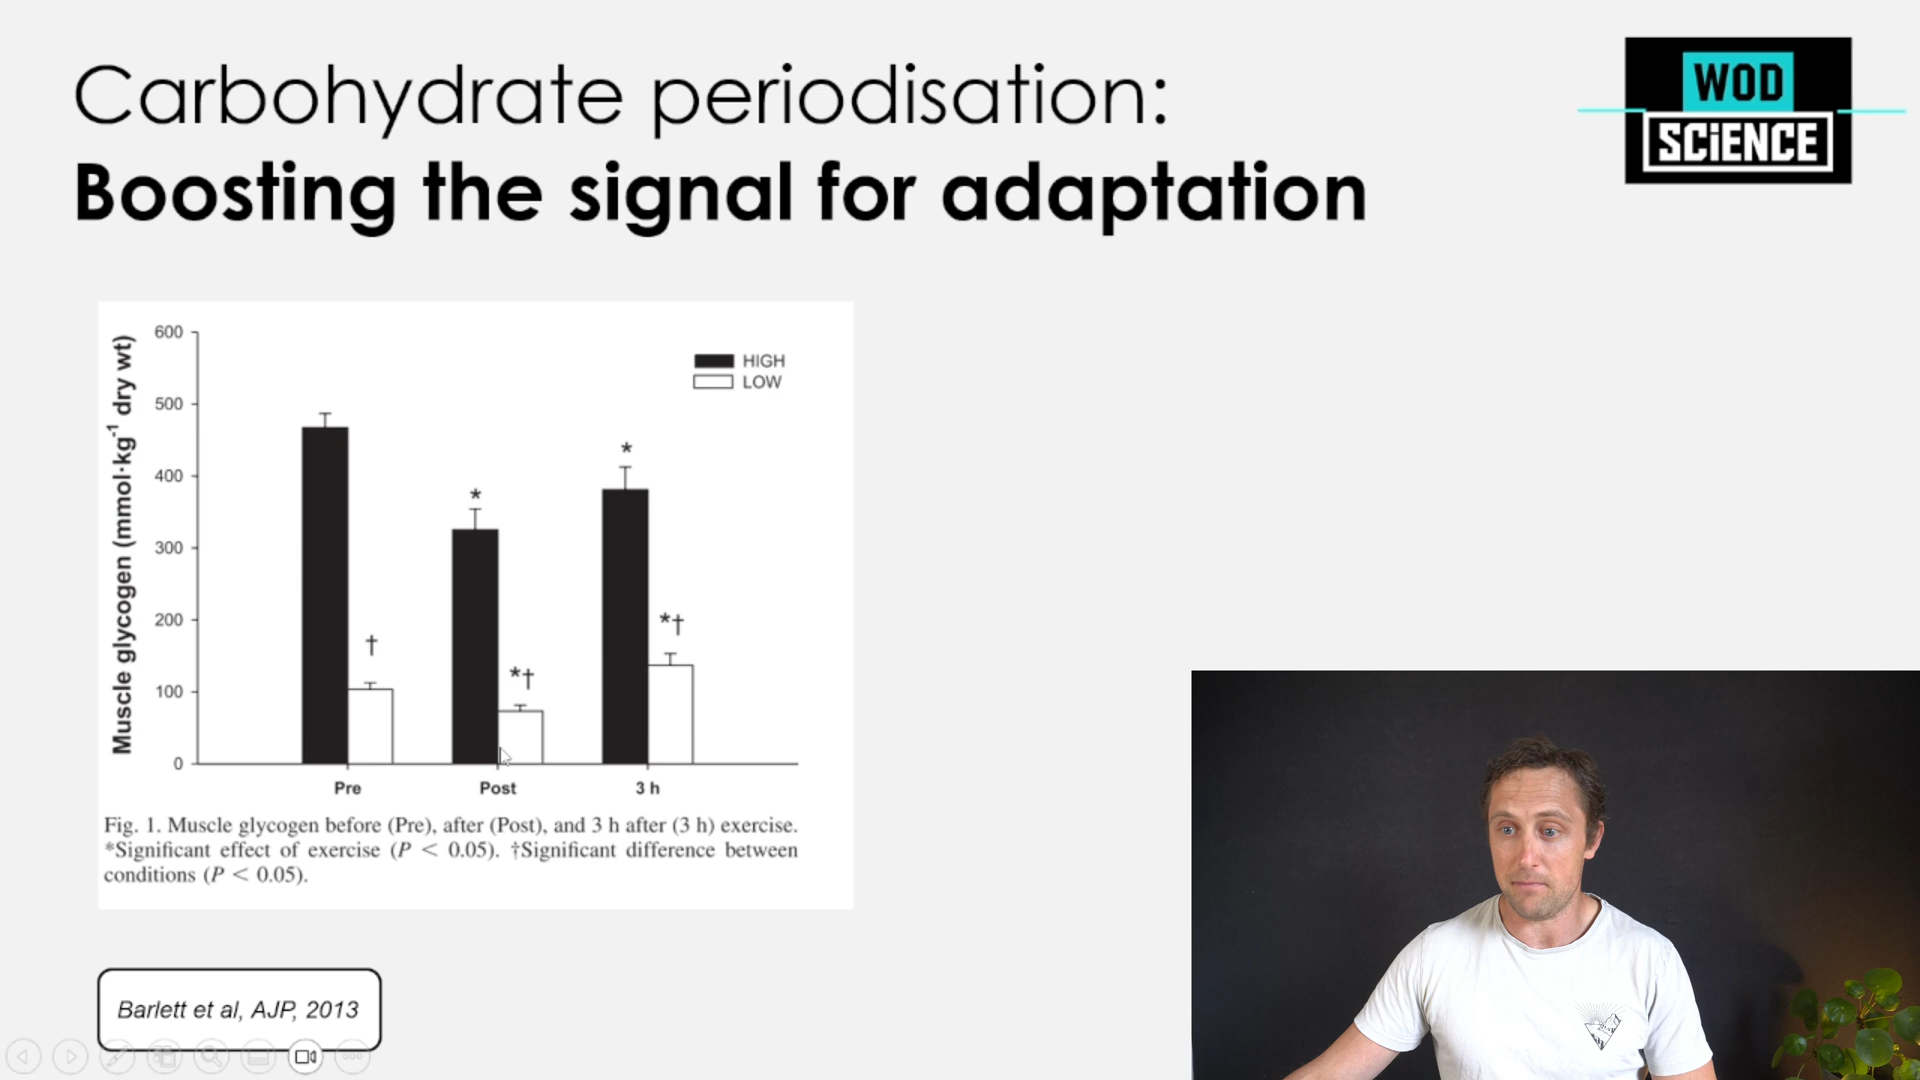 Carbohydrate periodisation:
Boosting the signal for adaptation
WOD
SCiENCE
Muscle glycogen (mmol·kg⁻¹ dry wt)
600
500
400
300
200
100
0
HIGH
LOW
*
*
†
*†
*†
Pre
Post
3 h
Fig. 1. Muscle glycogen before (Pre), after (Post), and 3 h after (3 h) exercise.
*Significant effect of exercise (P < 0.05). †Significant difference between
conditions (P < 0.05).
Barlett et al, AJP, 2013